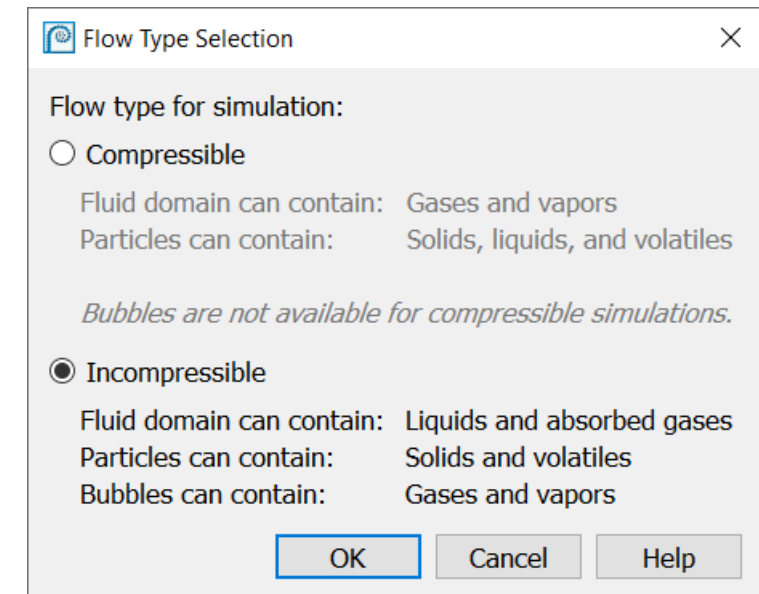 Flow Type Selection
Flow type for simulation:
Compressible
Fluid domain can contain: Gases and vapors
Particles can contain: Solids, liquids, and volatiles
Bubbles are not available for compressible simulations.
Incompressible
Fluid domain can contain: Liquids and absorbed gases
Particles can contain: Solids and volatiles
Bubbles can contain: Gases and vapors
OK Cancel Help